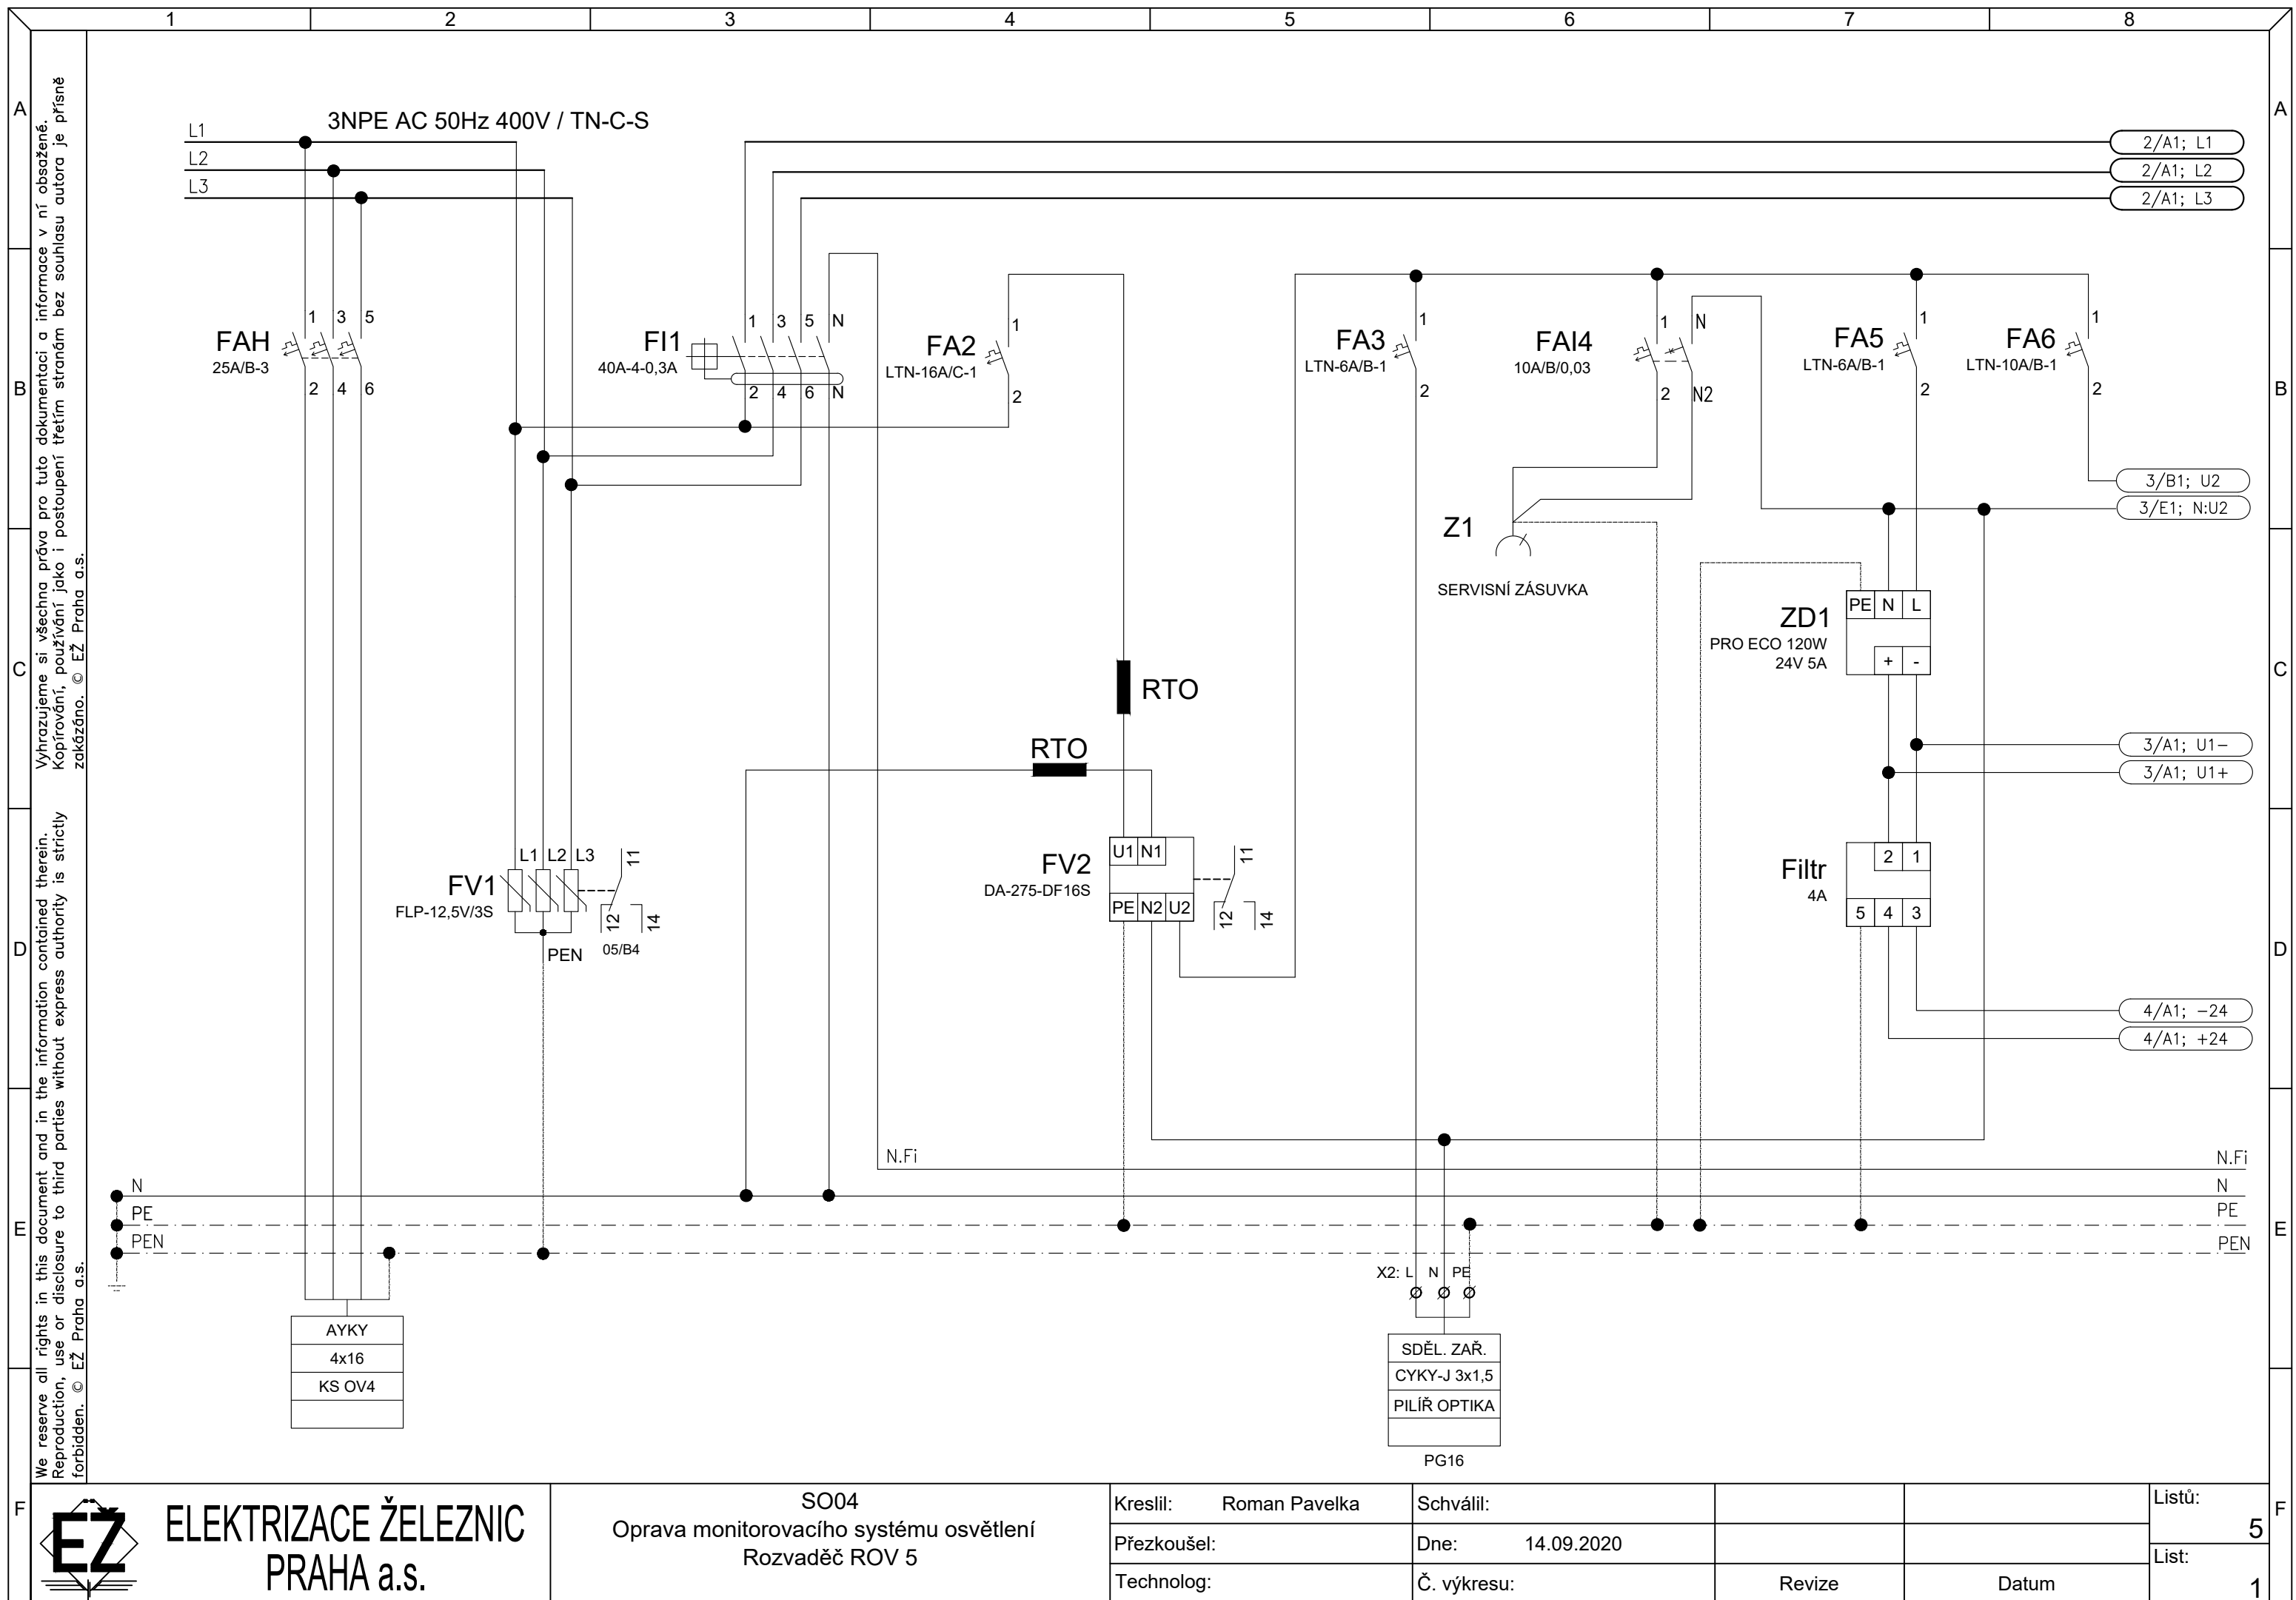 1 2 3 4 5 6 7 8
A A
B B
C C
D D
E E
F F
Vyhrazujeme si všechna práva pro tuto dokumentaci a informace v ní obsažené.
Kopírování, používání jako i postoupení třetím stranám bez souhlasu autora je přísně
zakázáno. © EŽ Praha a.s.
We reserve all rights in this document and in the information contained therein.
Reproduction, use or disclosure to third parties without express authority is strictly
forbidden. © EŽ Praha a.s.
3NPE AC 50Hz 400V / TN-C-S
L1
L2
L3
2/A1; L1
2/A1; L2
2/A1; L3
FAH
25A/B-3
1 3 5
2 4 6
FI1
40A-4-0,3A
1 3 5 N
2 4 6 N
FA2
LTN-16A/C-1
1
2
FA3
LTN-6A/B-1
1
2
FAI4
10A/B/0,03
1 N
2 N2
FA5
LTN-6A/B-1
1
2
FA6
LTN-10A/B-1
1
2
3/B1; U2
3/E1; N:U2
Z1
SERVISNÍ ZÁSUVKA
ZD1
PRO ECO 120W
24V 5A
PE N L
+ -
RTO
RTO
3/A1; U1-
3/A1; U1+
FV1
FLP-12,5V/3S
L1 L2 L3
11
12 14
PEN
05/B4
FV2
DA-275-DF16S
U1 N1
PE N2 U2
11
12 14
Filtr
4A
2 1
5 4 3
4/A1; -24
4/A1; +24
N.Fi N.Fi
N N
PE PE
PEN PEN
X2: L N PE
AYKY
4x16
KS OV4
SDĚL. ZAŘ.
CYKY-J 3x1,5
PILÍŘ OPTIKA
PG16
EŽ
ELEKTRIZACE ŽELEZNIC
PRAHA a.s.
SO04
Oprava monitorovacího systému osvětlení
Rozvaděč ROV 5
Kreslil: Roman Pavelka
Přezkoušel:
Technolog:
Schválil:
Dne: 14.09.2020
Č. výkresu:
Revize
Datum
Listů:
5
List:
1